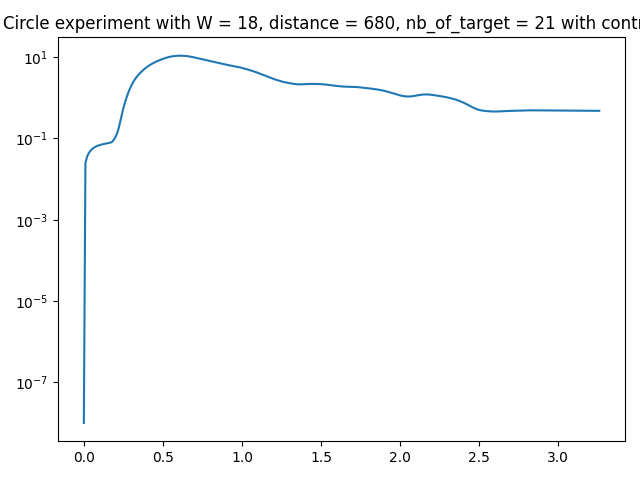 Circle experiment with W = 18, distance = 680, nb_of_target = 21 with contr
10¹
10⁻¹
10⁻³
10⁻⁵
10⁻⁷
0.0 0.5 1.0 1.5 2.0 2.5 3.0